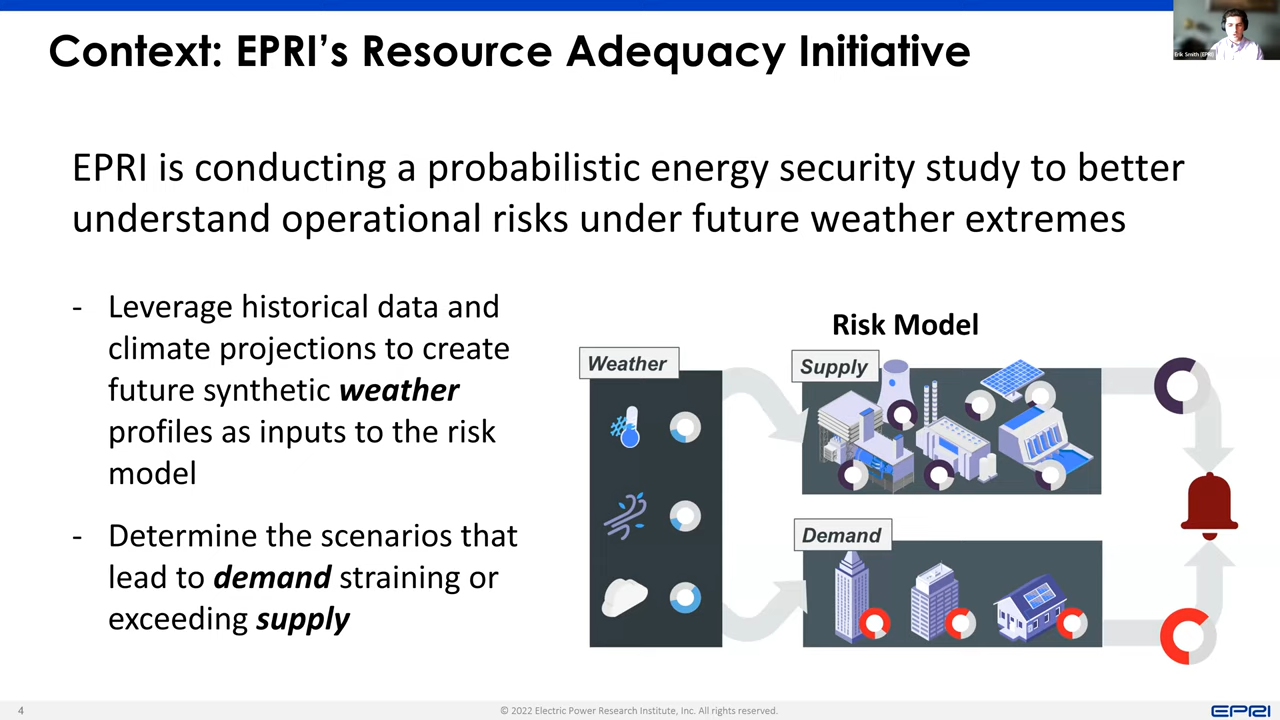 Context: EPRI’s Resource Adequacy Initiative
Erik Smith (EPRI)
EPRI is conducting a probabilistic energy security study to better
understand operational risks under future weather extremes
- Leverage historical data and
climate projections to create
future synthetic weather
profiles as inputs to the risk
model
- Determine the scenarios that
lead to demand straining or
exceeding supply
Risk Model
Weather
Supply
Demand
4
© 2022 Electric Power Research Institute, Inc. All rights reserved.
EPRI